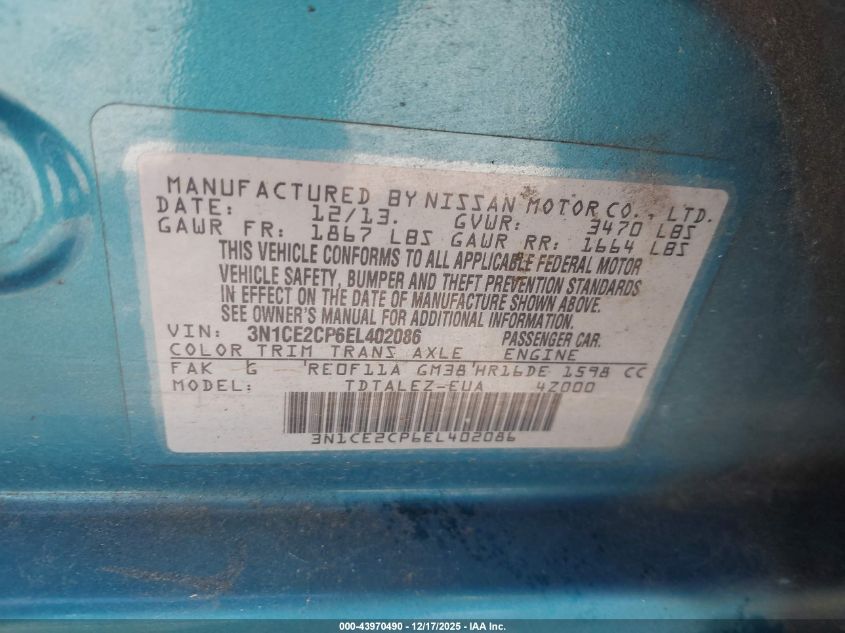 MANUFACTURED BY NISSAN MOTOR CO., LTD.
DATE: 12/13. GVWR: 3470 LBS
GAWR FR: 1867 LBS GAWR RR: 1664 LBS
THIS VEHICLE CONFORMS TO ALL APPLICABLE FEDERAL MOTOR
VEHICLE SAFETY, BUMPER AND THEFT PREVENTION STANDARDS
IN EFFECT ON THE DATE OF MANUFACTURE SHOWN ABOVE.
SEE OWNER'S MANUAL FOR ADDITIONAL INFORMATION.
VIN: 3N1CE2CP6EL402086 PASSENGER CAR.
COLOR TRIM TRANS AXLE ENGINE
FAK G RE0F11A GM38 HR16DE 1598 CC
MODEL: TDTALEZ-EUA 4Z000
3N1CE2CP6EL402086
000-43970490 - 12/17/2025 - IAA Inc.